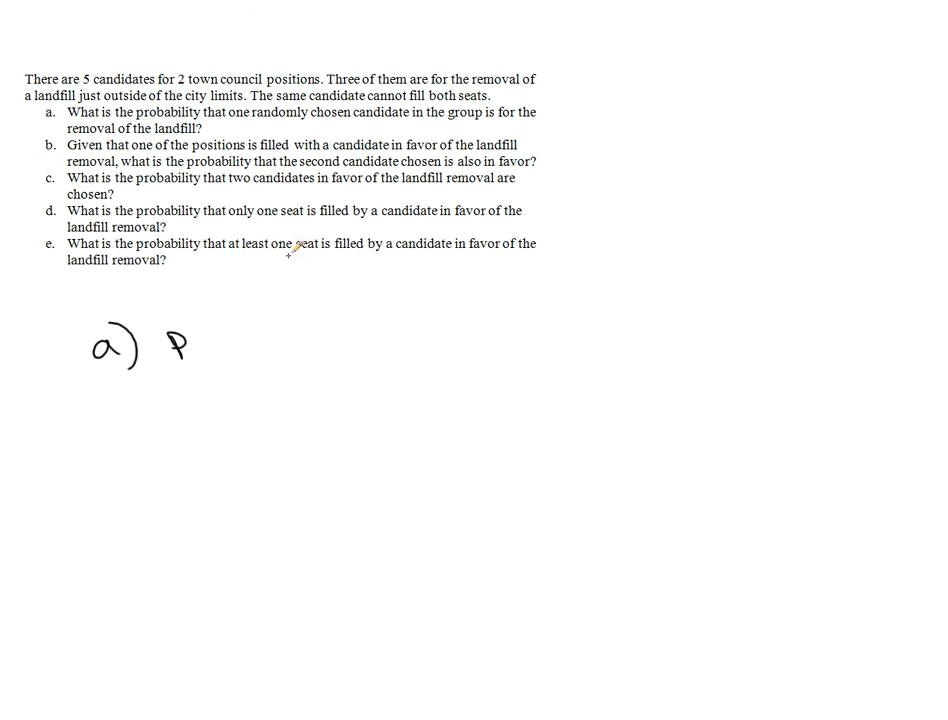 There are 5 candidates for 2 town council positions. Three of them are for the removal of
a landfill just outside of the city limits. The same candidate cannot fill both seats.
a. What is the probability that one randomly chosen candidate in the group is for the
removal of the landfill?
b. Given that one of the positions is filled with a candidate in favor of the landfill
removal, what is the probability that the second candidate chosen is also in favor?
c. What is the probability that two candidates in favor of the landfill removal are
chosen?
d. What is the probability that only one seat is filled by a candidate in favor of the
landfill removal?
e. What is the probability that at least one seat is filled by a candidate in favor of the
landfill removal?
a) P